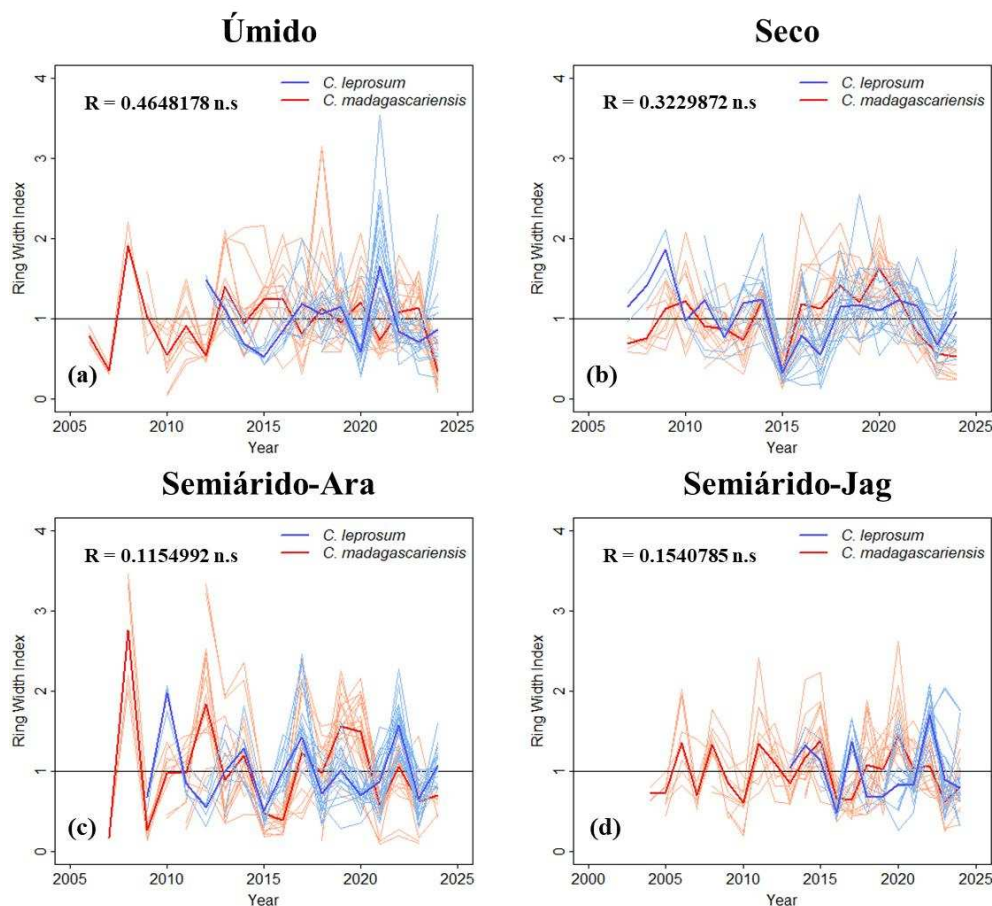 Úmido
Seco
4
3
2
1
0
Ring Width Index
R = 0.4648178 n.s
C. leprosum
C. madagascariensis
(a)
2005 2010 2015 2020 2025
Year
4
3
2
1
0
Ring Width Index
R = 0.3229872 n.s
C. leprosum
C. madagascariensis
(b)
2005 2010 2015 2020 2025
Year
Semiárido-Ara
Semiárido-Jag
4
3
2
1
0
Ring Width Index
R = 0.1154992 n.s
C. leprosum
C. madagascariensis
(c)
2005 2010 2015 2020 2025
Year
4
3
2
1
0
Ring Width Index
R = 0.1540785 n.s
C. leprosum
C. madagascariensis
(d)
2000 2005 2010 2015 2020 2025
Year